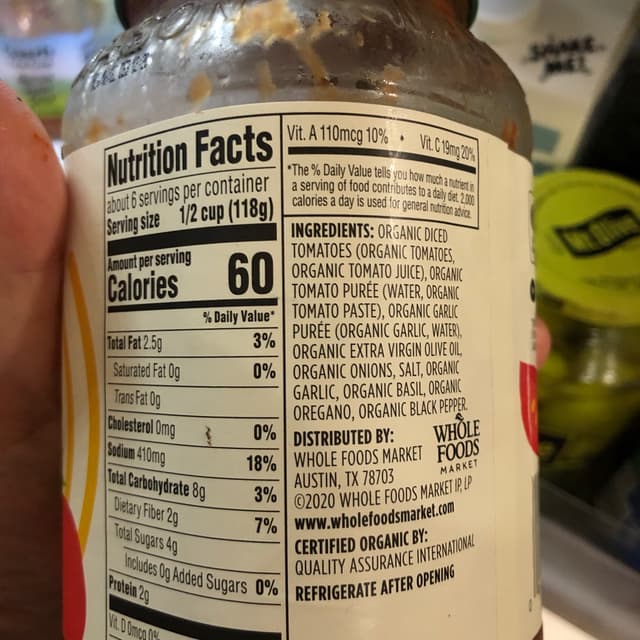 SHAKE
ME!
Mt. Olive
Nutrition Facts
about 6 servings per container
Serving size 1/2 cup (118g)
Amount per serving
Calories 60
% Daily Value*
Total Fat 2.5g 3%
Saturated Fat 0g 0%
Trans Fat 0g
Cholesterol 0mg 0%
Sodium 410mg 18%
Total Carbohydrate 8g 3%
Dietary Fiber 2g 7%
Total Sugars 4g
Includes 0g Added Sugars 0%
Protein 2g
Vit. D 0mcg 0%
Vit. A 110mcg 10% • Vit. C 19mg 20%
*The % Daily Value tells you how much a nutrient in
a serving of food contributes to a daily diet. 2,000
calories a day is used for general nutrition advice.
INGREDIENTS: ORGANIC DICED
TOMATOES (ORGANIC TOMATOES,
ORGANIC TOMATO JUICE), ORGANIC
TOMATO PURÉE (WATER, ORGANIC
TOMATO PASTE), ORGANIC GARLIC
PURÉE (ORGANIC GARLIC, WATER),
ORGANIC EXTRA VIRGIN OLIVE OIL,
ORGANIC ONIONS, SALT, ORGANIC
GARLIC, ORGANIC BASIL, ORGANIC
OREGANO, ORGANIC BLACK PEPPER.
DISTRIBUTED BY:
WHOLE FOODS MARKET
AUSTIN, TX 78703
©2020 WHOLE FOODS MARKET IP, LP
www.wholefoodsmarket.com
CERTIFIED ORGANIC BY:
QUALITY ASSURANCE INTERNATIONAL
REFRIGERATE AFTER OPENING
WHOLE
FOODS
MARKET